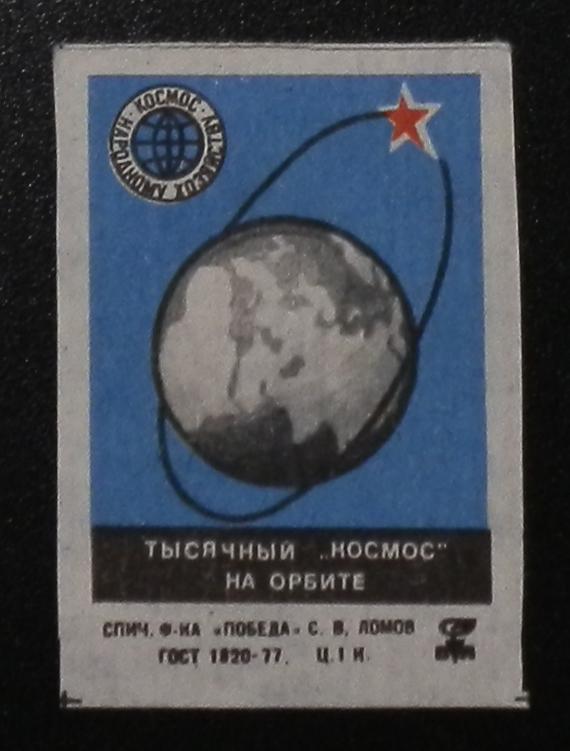 · КОСМОС · НАРОДНОМУ ХОЗЯЙСТВУ
ТЫСЯЧНЫЙ „КОСМОС“
НА ОРБИТЕ
СПИЧ. Ф-КА «ПОБЕДА» С. В. ЛОМОВ
ГОСТ 1820-77. Ц. 1 К.